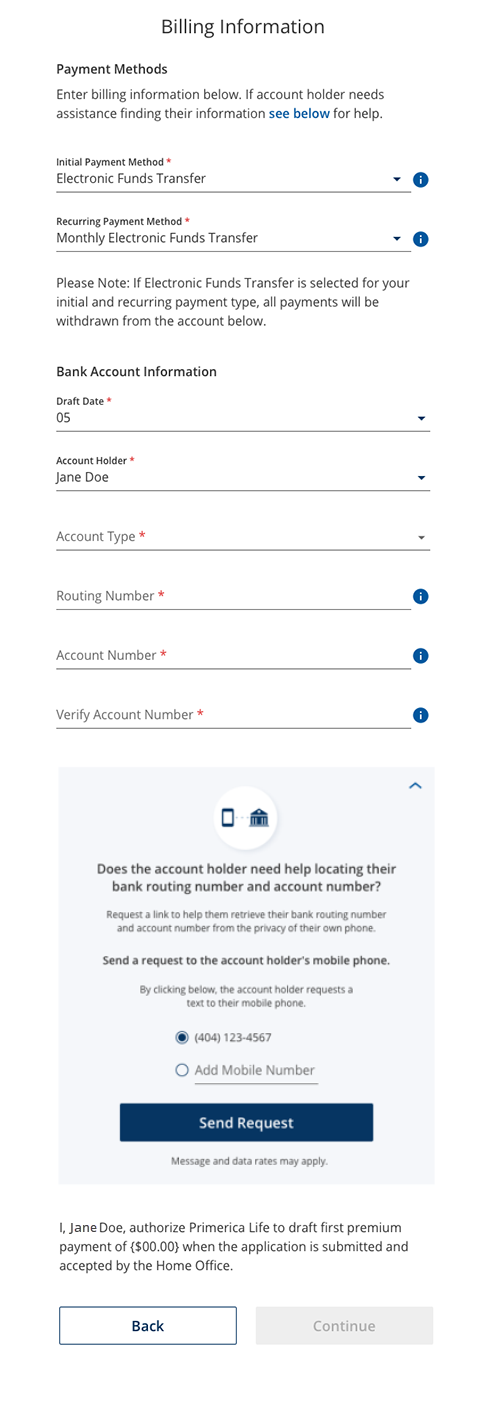 Billing Information
Payment Methods
Enter billing information below. If account holder needs
assistance finding their information see below for help.
Initial Payment Method *
Electronic Funds Transfer
Recurring Payment Method *
Monthly Electronic Funds Transfer
Please Note: If Electronic Funds Transfer is selected for your
initial and recurring payment type, all payments will be
withdrawn from the account below.
Bank Account Information
Draft Date *
05
Account Holder *
Jane Doe
Account Type *
Routing Number *
Account Number *
Verify Account Number *
Does the account holder need help locating their
bank routing number and account number?
Request a link to help them retrieve their bank routing number
and account number from the privacy of their own phone.
Send a request to the account holder's mobile phone.
By clicking below, the account holder requests a
text to their mobile phone.
(404) 123-4567
Add Mobile Number
Send Request
Message and data rates may apply.
I, Jane Doe, authorize Primerica Life to draft first premium
payment of {$00.00} when the application is submitted and
accepted by the Home Office.
Back
Continue